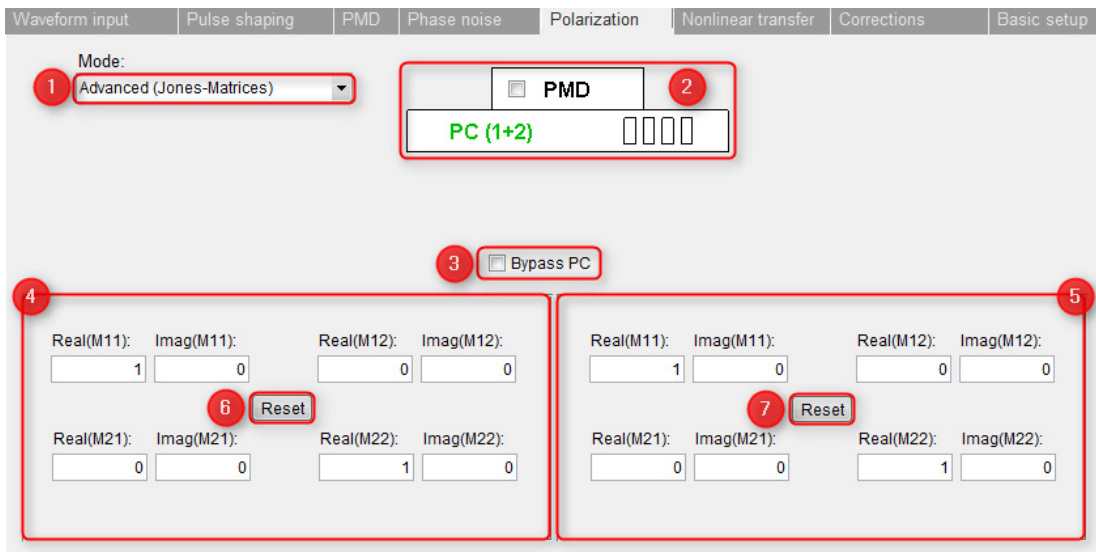 Waveform input Pulse shaping PMD Phase noise Polarization Nonlinear transfer Corrections Basic setup
Mode:
1 Advanced (Jones-Matrices)
PMD 2
PC (1+2)
3 Bypass PC
4 5
Real(M11): Imag(M11): Real(M12): Imag(M12): Real(M11): Imag(M11): Real(M12): Imag(M12):
1 0 0 0 1 0 0 0
6 Reset 7 Reset
Real(M21): Imag(M21): Real(M22): Imag(M22): Real(M21): Imag(M21): Real(M22): Imag(M22):
0 0 1 0 0 0 1 0